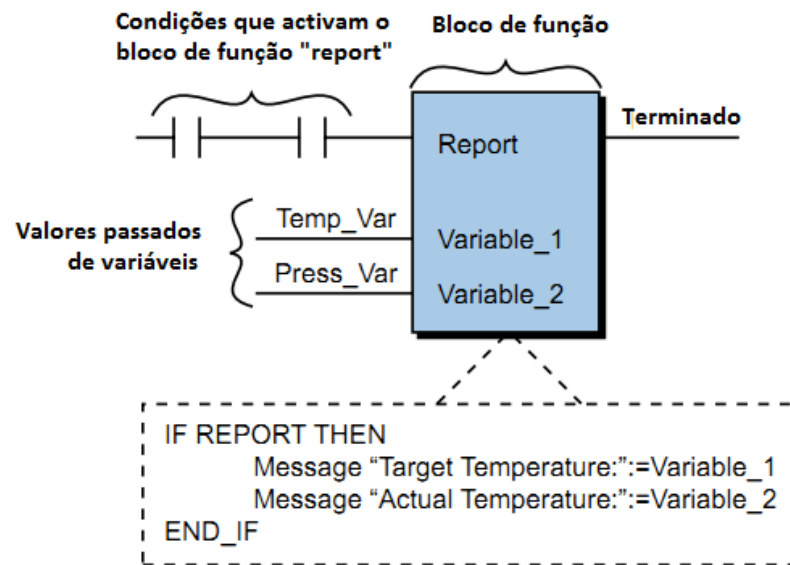 Condições que activam o
bloco de função "report"
Bloco de função
Terminado
Report
Valores passados
de variáveis
Temp_Var
Variable_1
Press_Var
Variable_2
IF REPORT THEN
Message “Target Temperature:”:=Variable_1
Message “Actual Temperature:”:=Variable_2
END_IF